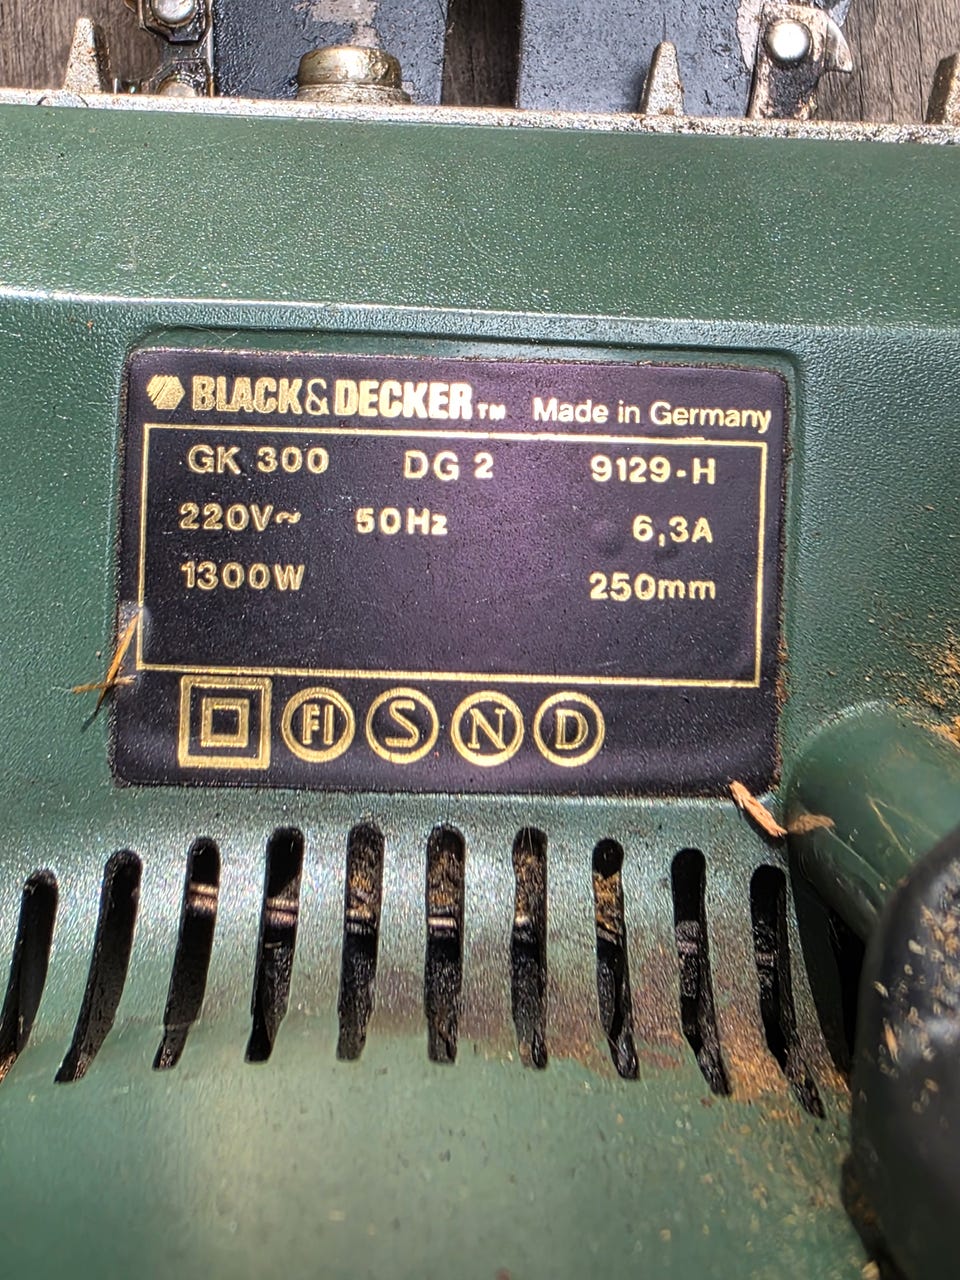 BLACK&DECKER™ Made in Germany
GK 300 DG 2 9129-H
220V~ 50Hz 6,3A
1300W 250mm
FI S N D